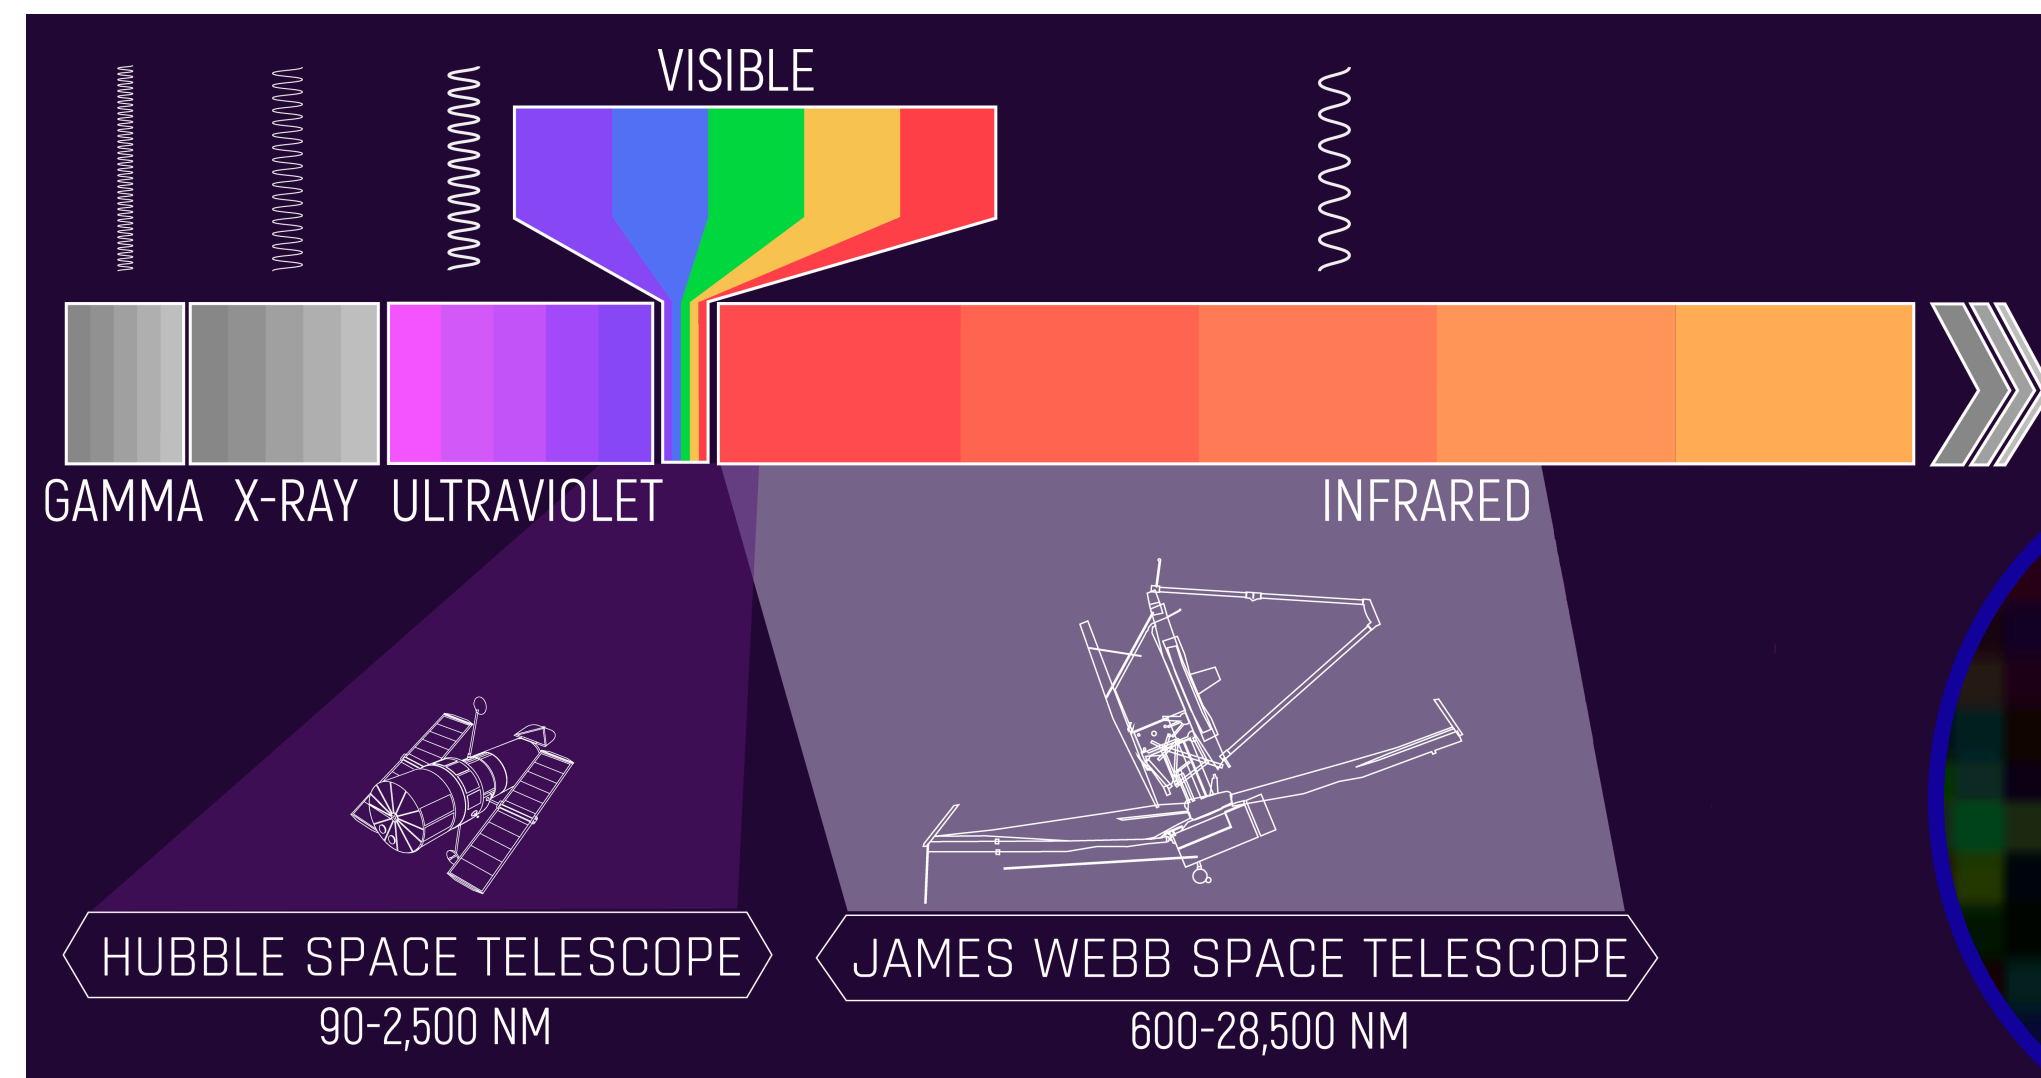 VISIBLE
GAMMA X-RAY ULTRAVIOLET INFRARED
HUBBLE SPACE TELESCOPE
90-2,500 NM
JAMES WEBB SPACE TELESCOPE
600-28,500 NM